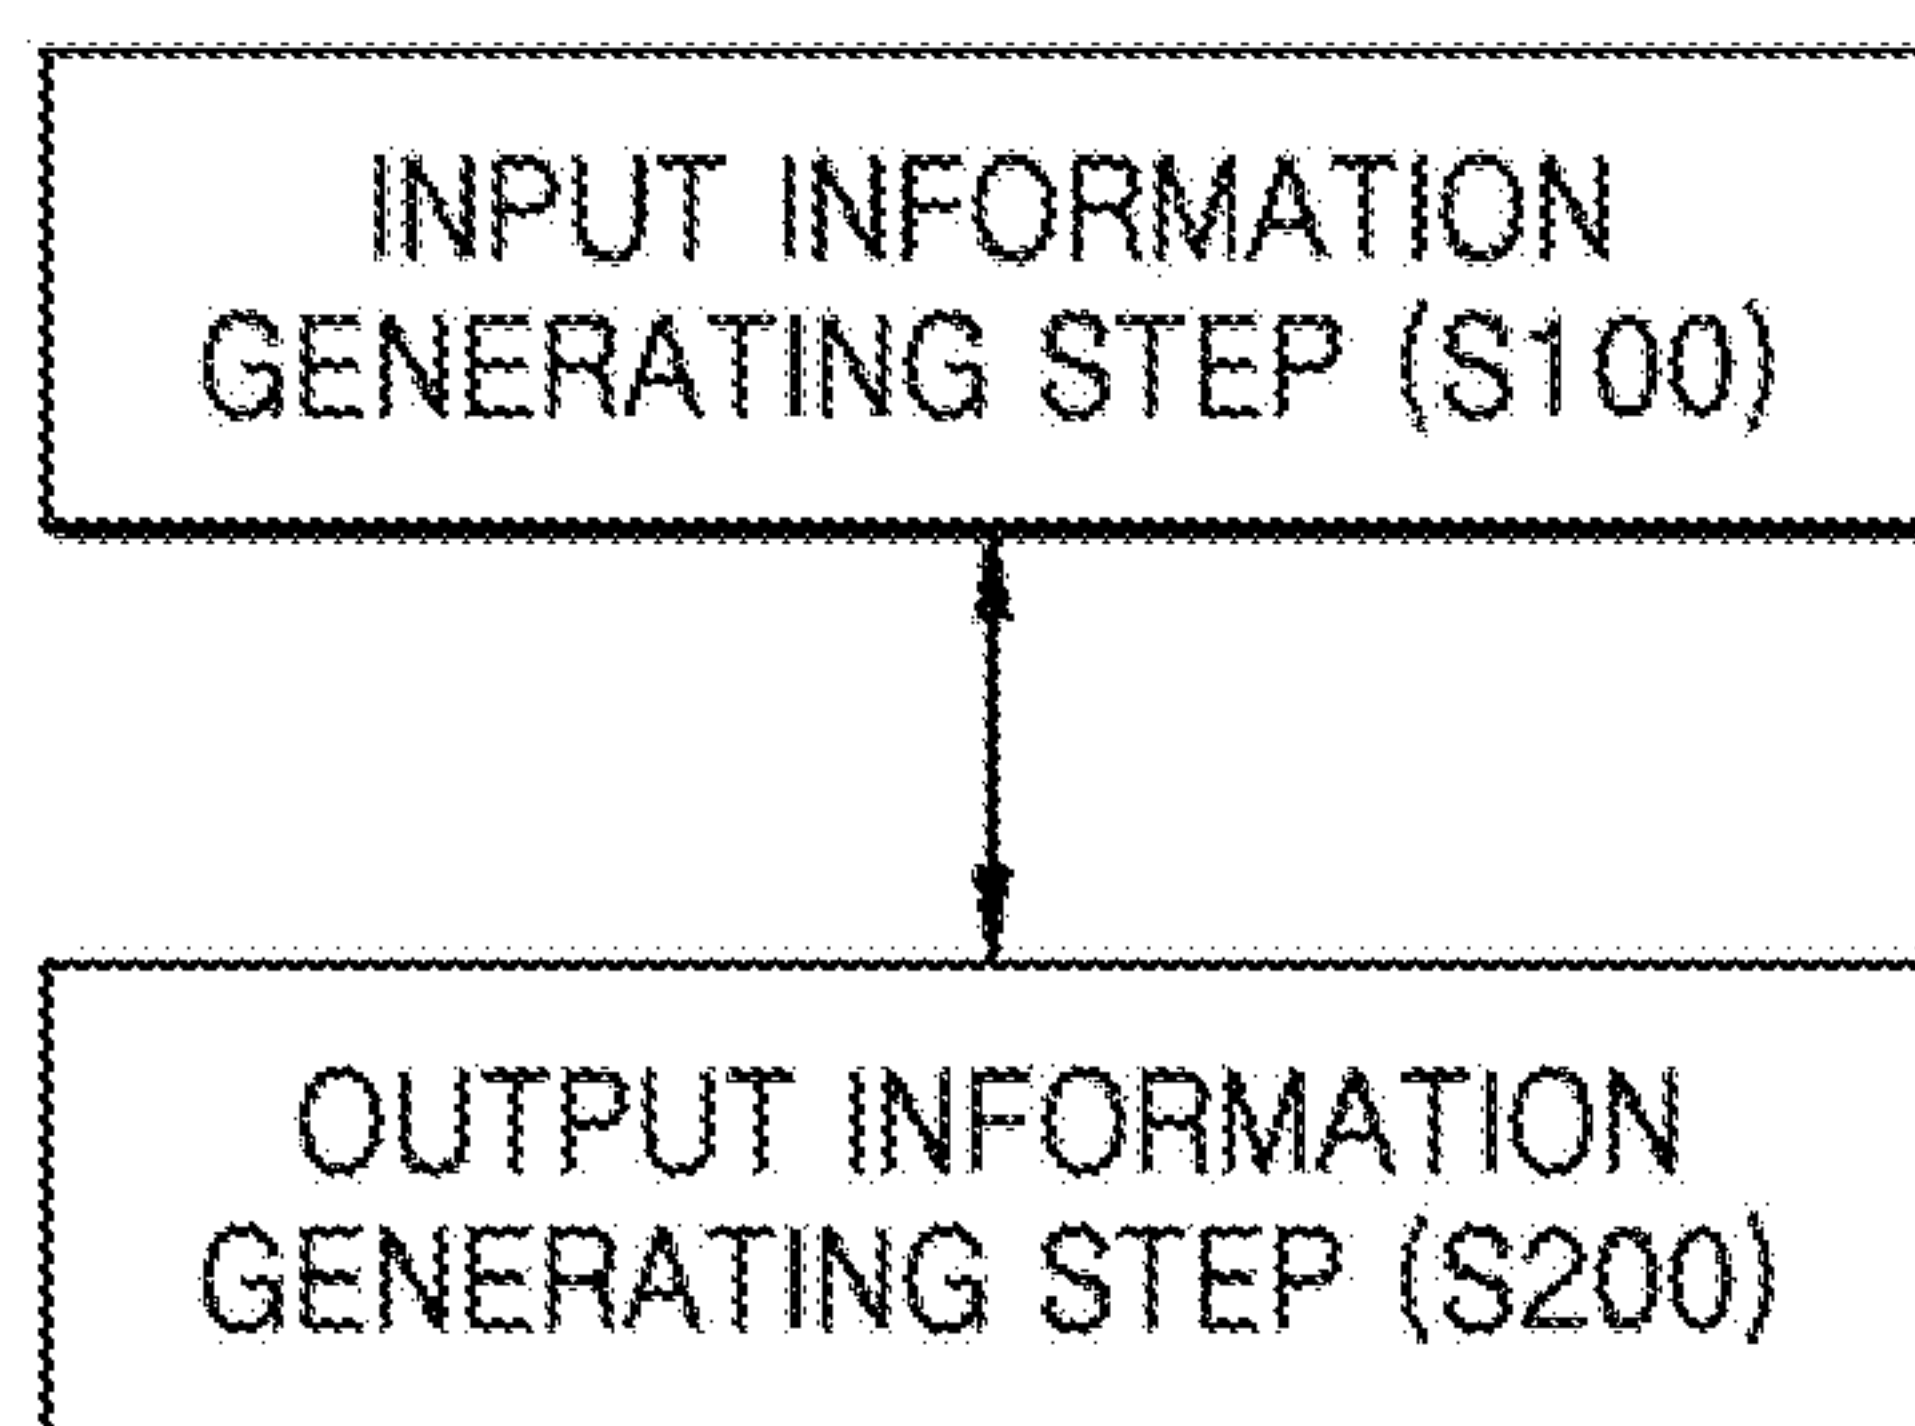 INPUT INFORMATION
GENERATING STEP (S100)
OUTPUT INFORMATION
GENERATING STEP (S200)